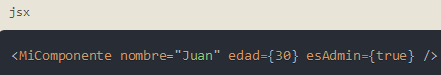 jsx
<MiComponente nombre="Juan" edad={30} esAdmin={true} />